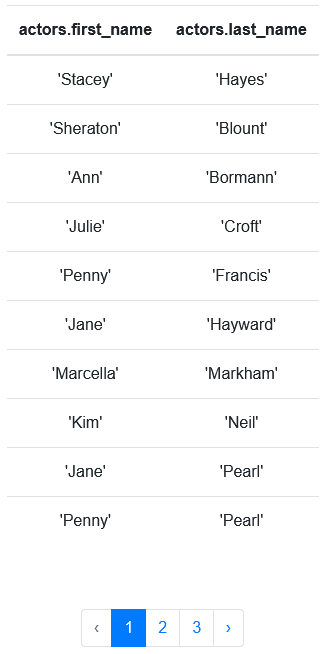 actors.first_name actors.last_name
'Stacey' 'Hayes'
'Sheraton' 'Blount'
'Ann' 'Bormann'
'Julie' 'Croft'
'Penny' 'Francis'
'Jane' 'Hayward'
'Marcella' 'Markham'
'Kim' 'Neil'
'Jane' 'Pearl'
'Penny' 'Pearl'
‹ 1 2 3 ›